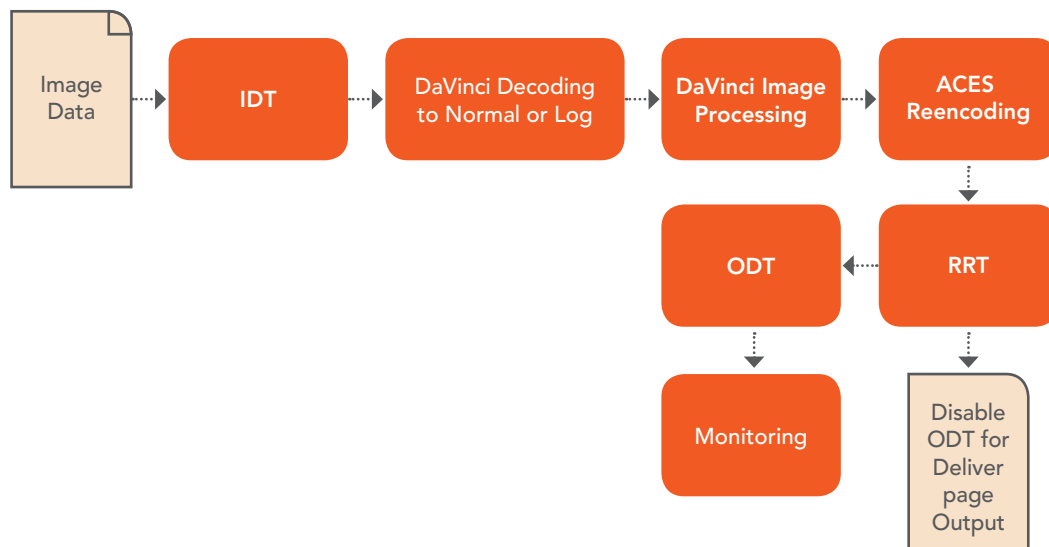 Image
Data
IDT
DaVinci Decoding
to Normal or Log
DaVinci Image
Processing
ACES
Reencoding
ODT
RRT
Monitoring
Disable
ODT for
Deliver
page
Output